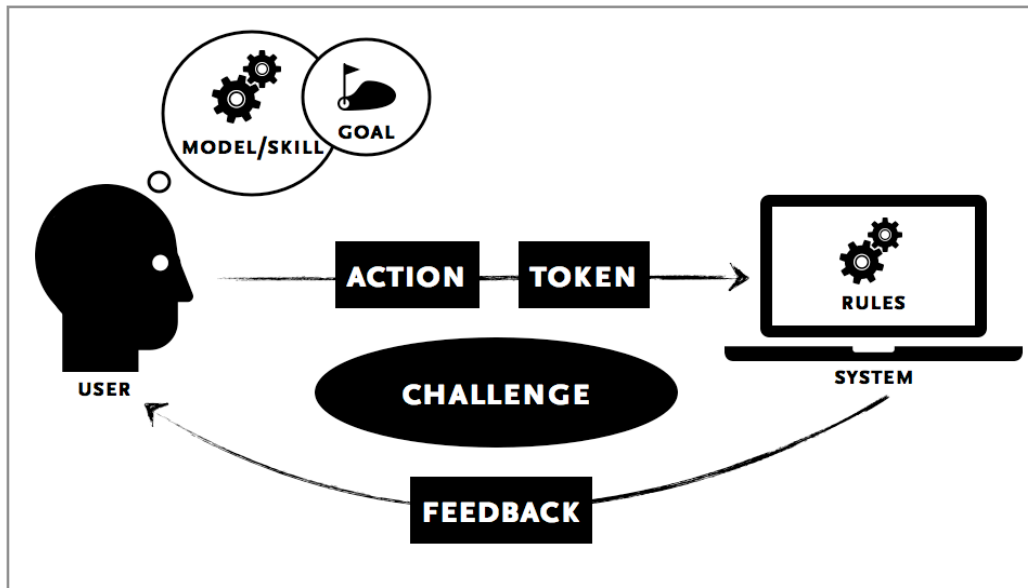 MODEL/SKILL
GOAL
ACTION
TOKEN
RULES
USER
CHALLENGE
SYSTEM
FEEDBACK